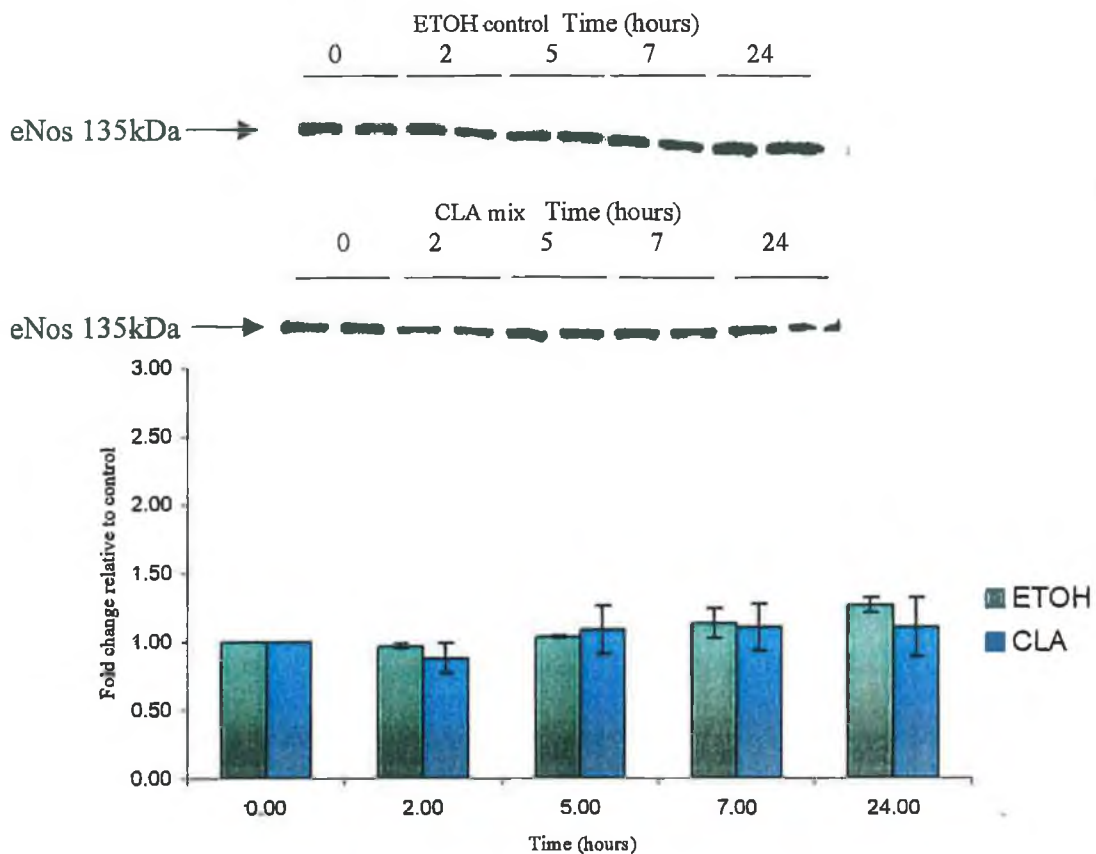 ETOH control Time (hours)
0 2 5 7 24
eNos 135kDa
CLA mix Time (hours)
0 2 5 7 24
eNos 135kDa
3.00
2.50
2.00
1.50
1.00
0.50
0.00
Fold change relative to control
ETOH
CLA
0.00 2.00 5.00 7.00 24.00
Time (hours)